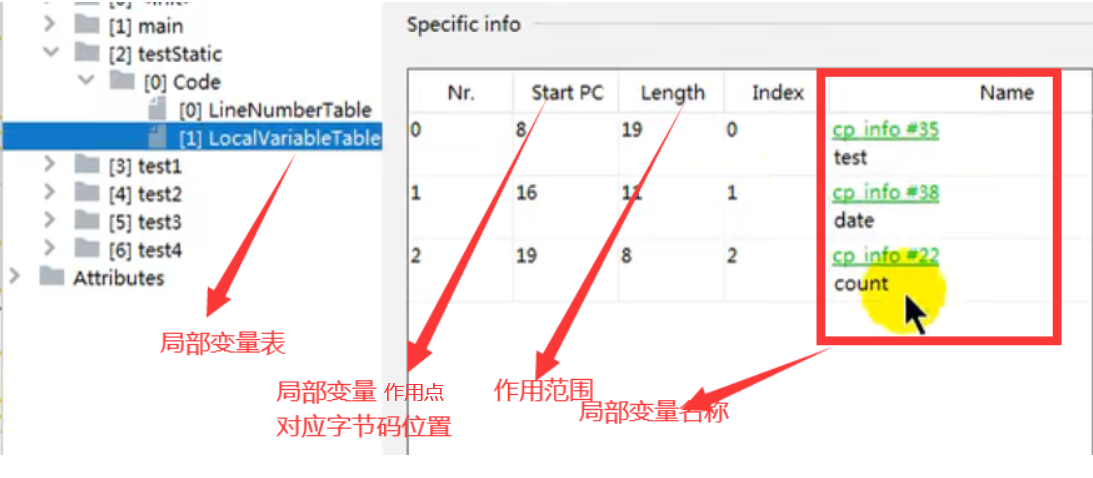 [1] main
[2] testStatic
[0] Code
[0] LineNumberTable
[1] LocalVariableTable
[3] test1
[4] test2
[5] test3
[6] test4
Attributes
Specific info
Nr. Start PC Length Index Name
0 8 19 0 cp_info #35
test
1 16 11 1 cp_info #38
date
2 19 8 2 cp_info #22
count
局部变量表
局部变量 作用点
对应字节码位置
作用范围
局部变量名称